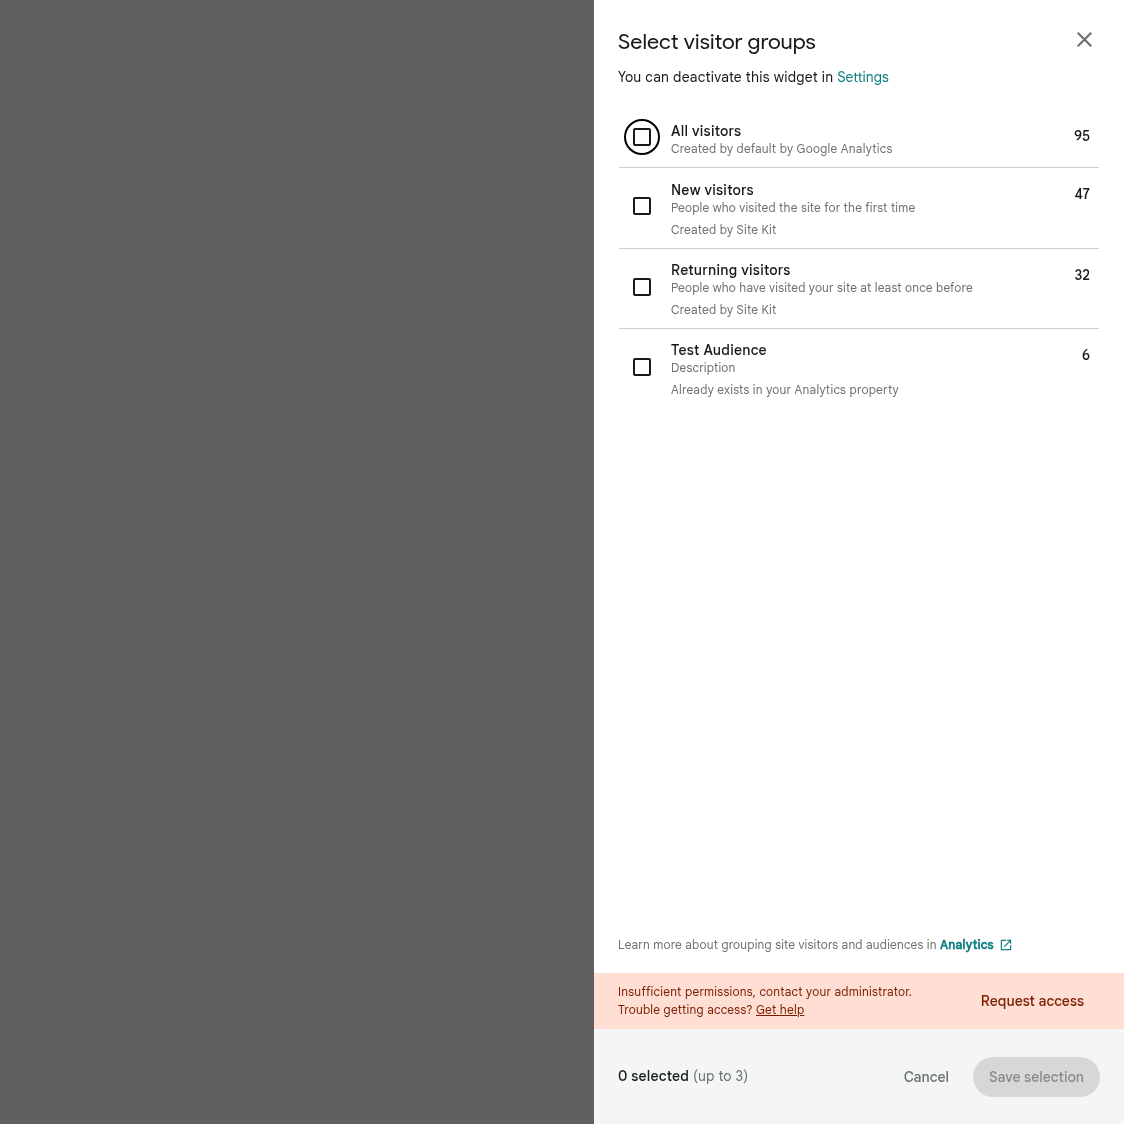 Select visitor groups
You can deactivate this widget in Settings
All visitors
Created by default by Google Analytics
95
New visitors
People who visited the site for the first time
Created by Site Kit
47
Returning visitors
People who have visited your site at least once before
Created by Site Kit
32
Test Audience
Description
Already exists in your Analytics property
6
Learn more about grouping site visitors and audiences in Analytics
Insufficient permissions, contact your administrator.
Trouble getting access? Get help
Request access
0 selected (up to 3)
Cancel
Save selection